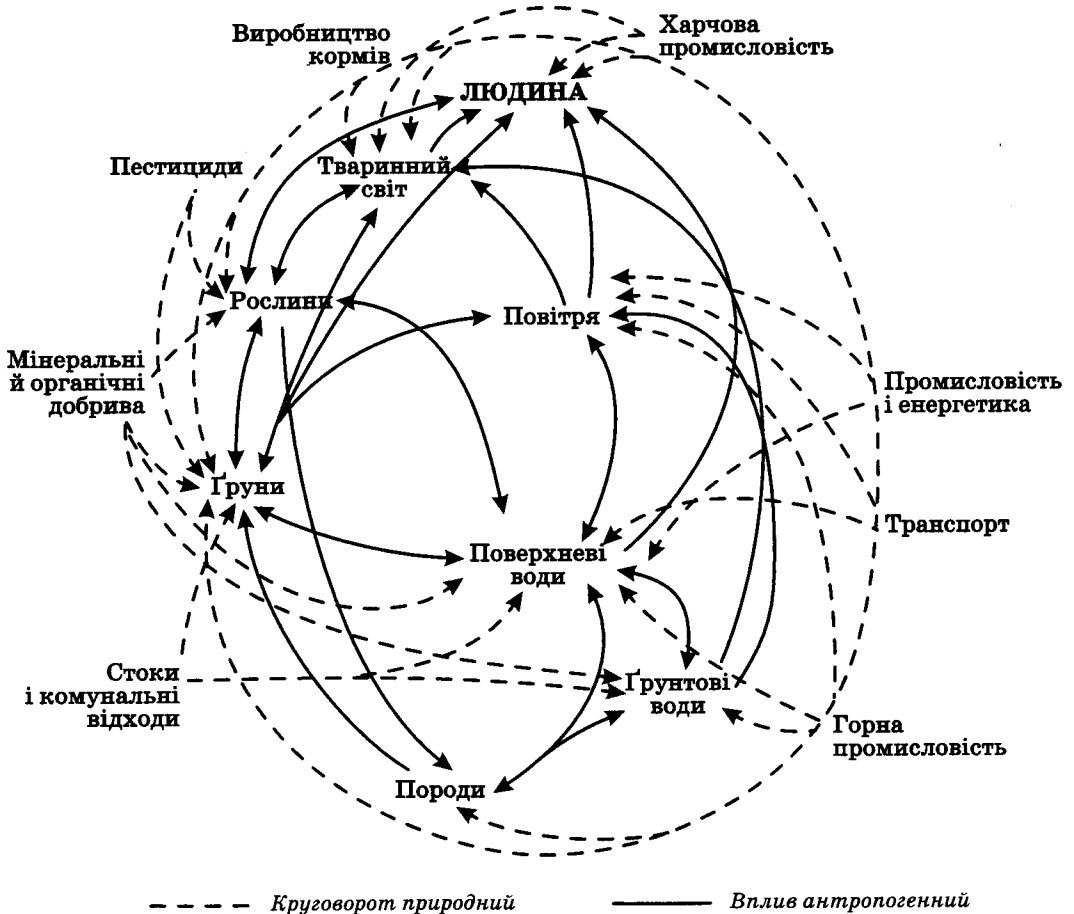 Виробництво
кормів
Харчова
промисловість
ЛЮДИНА
Пестициди
Тваринний
світ
Рослини
Повітря
Мінеральні
й органічні
добрива
Промисловість
і енергетика
Ґруни
Транспорт
Поверхневі
води
Стоки
і комунальні
відходи
Ґрунтові
води
Горна
промисловість
Породи
Круговорот природний
Вплив антропогенний